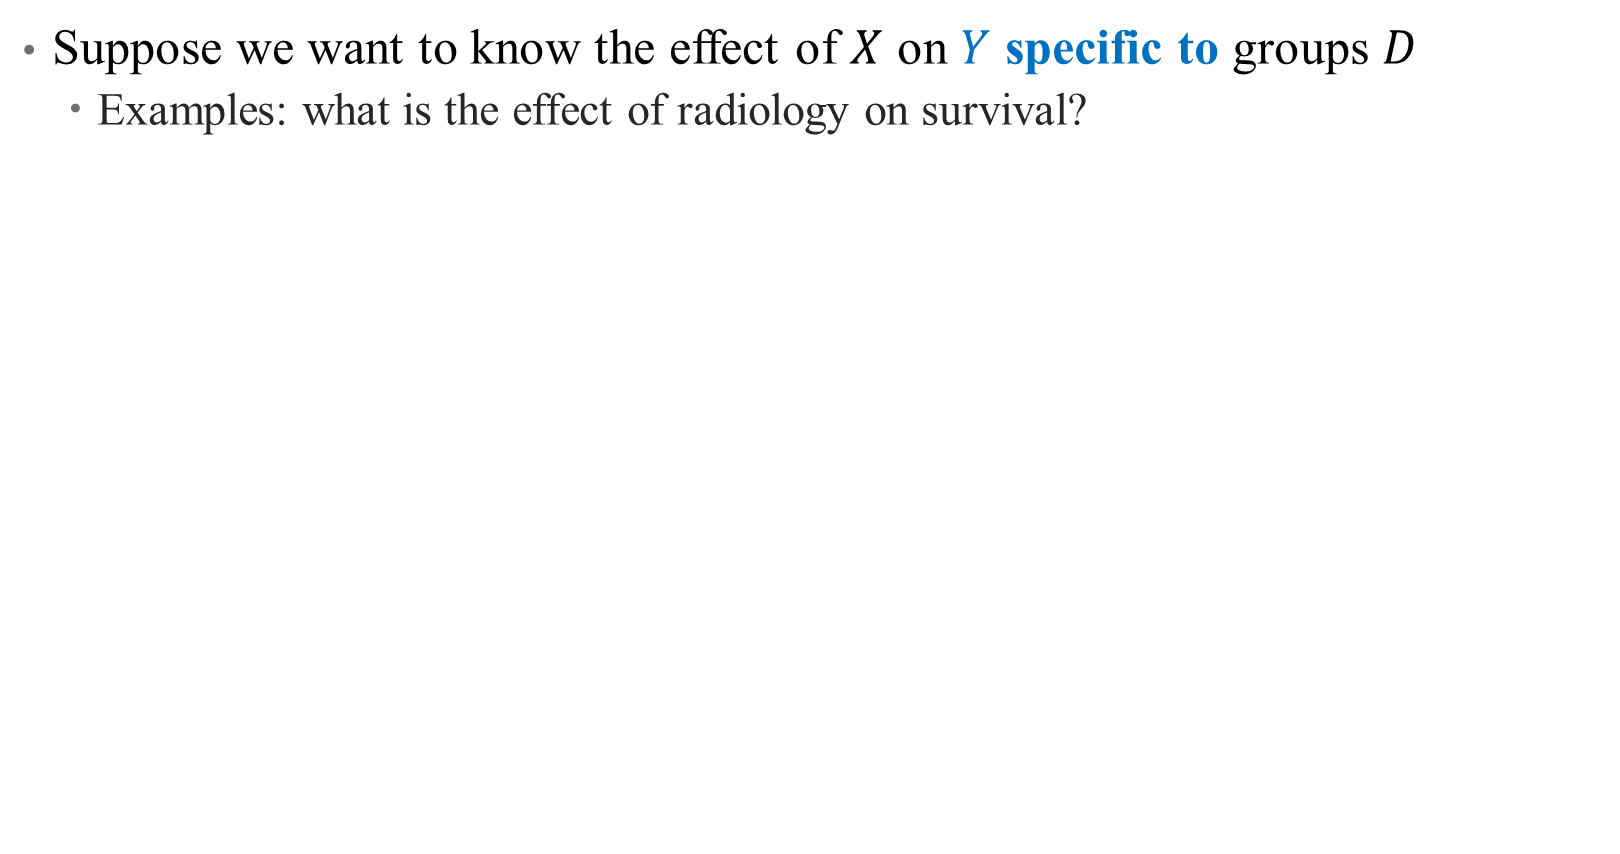 • Suppose we want to know the effect of X on Y specific to groups D
• Examples: what is the effect of radiology on survival?